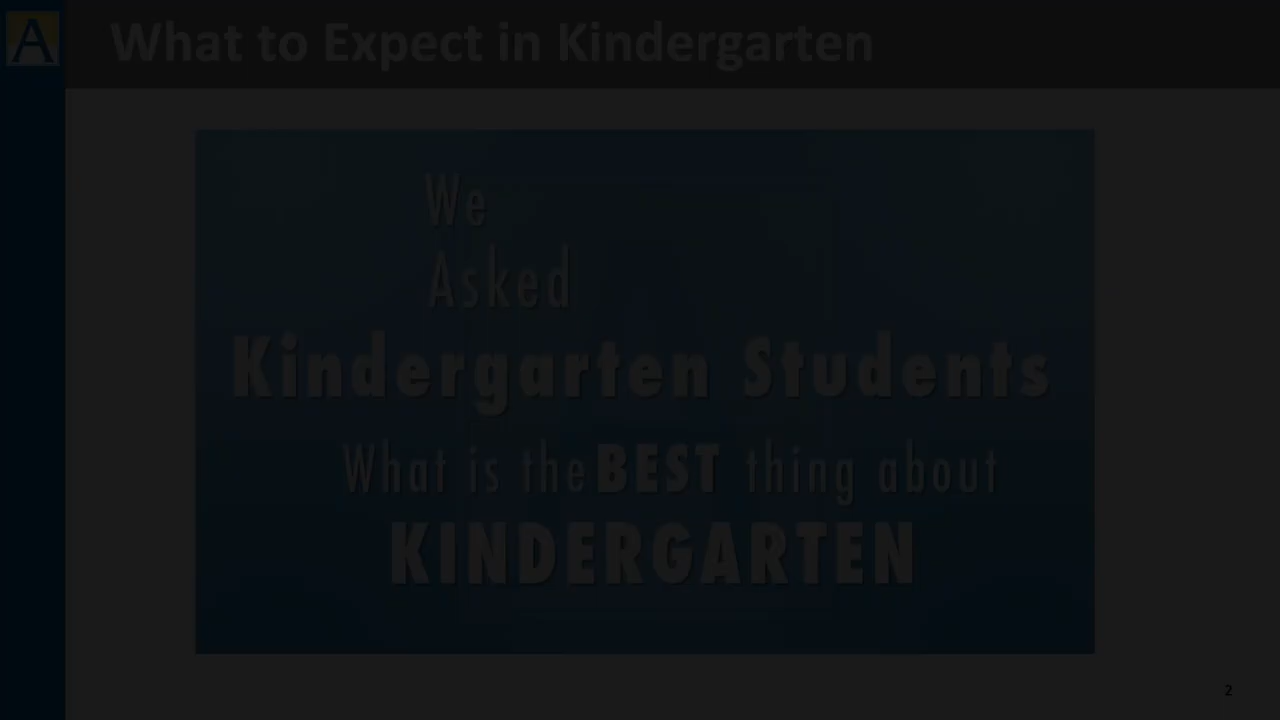 A
What to Expect in Kindergarten
We
Asked
Kindergarten Students
What is the BEST thing about
KINDERGARTEN
2